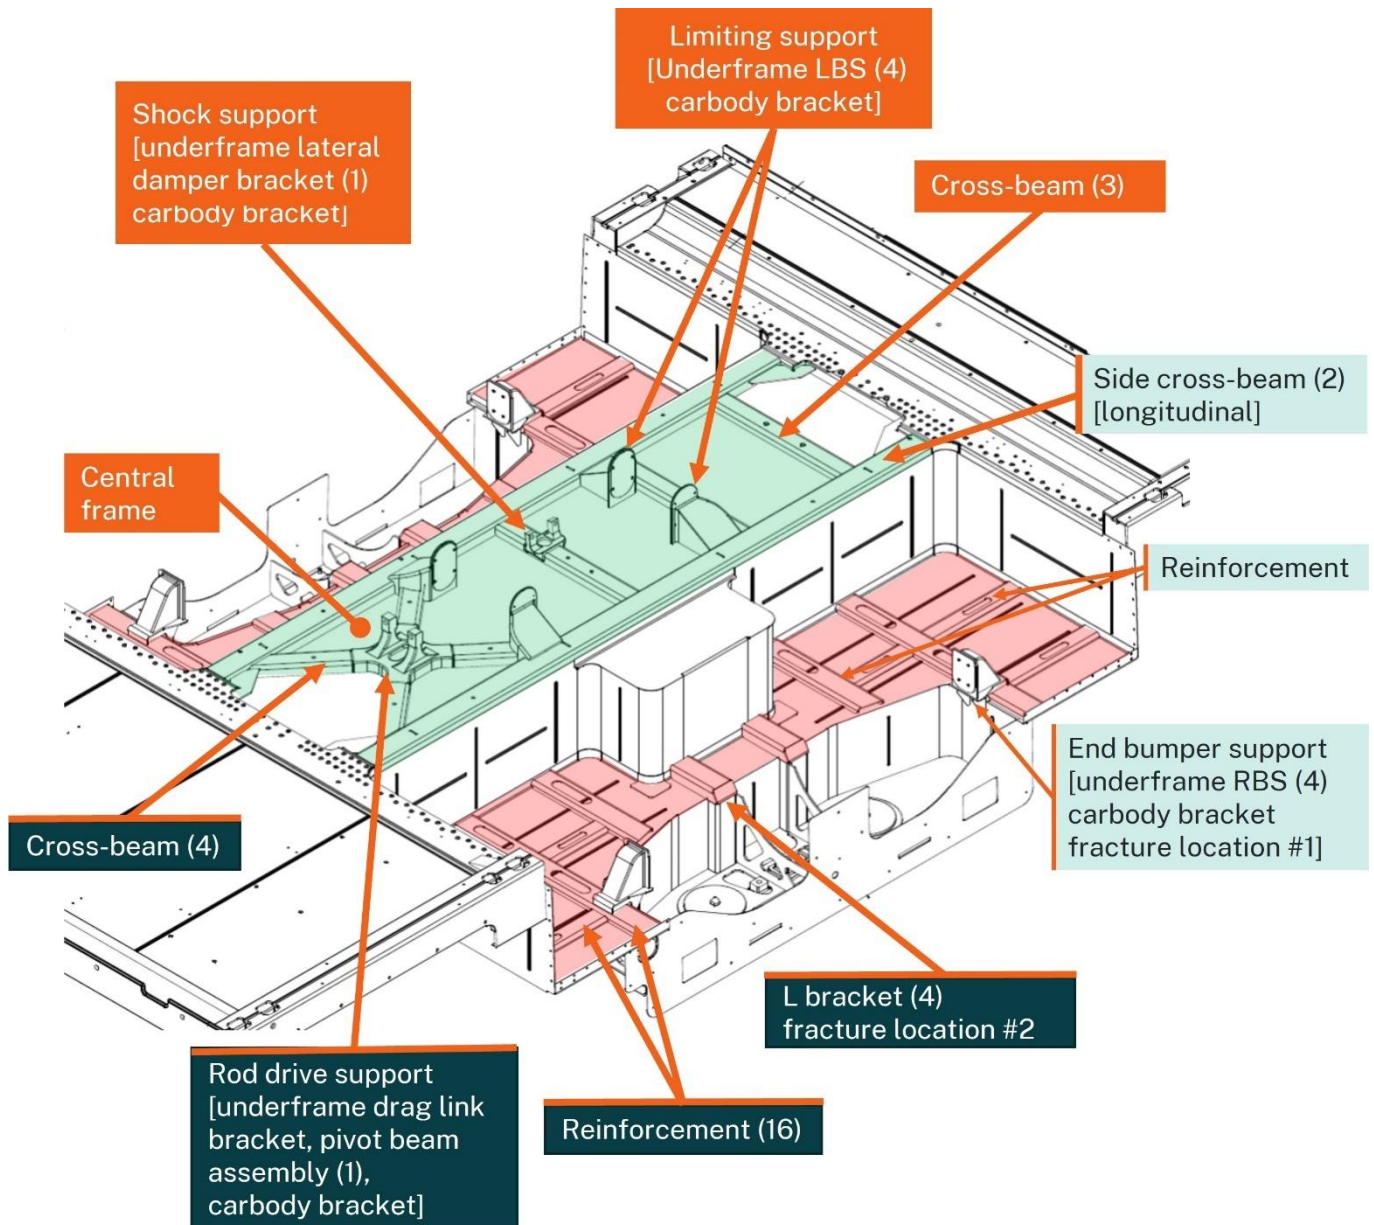 Limiting support
[Underframe LBS (4)
carbody bracket]
Shock support
[underframe lateral
damper bracket (1)
carbody bracket]
Cross-beam (3)
Side cross-beam (2)
[longitudinal]
Central
frame
Reinforcement
End bumper support
[underframe RBS (4)
carbody bracket
fracture location #1]
Cross-beam (4)
L bracket (4)
fracture location #2
Rod drive support
[underframe drag link
bracket, pivot beam
assembly (1),
carbody bracket]
Reinforcement (16)